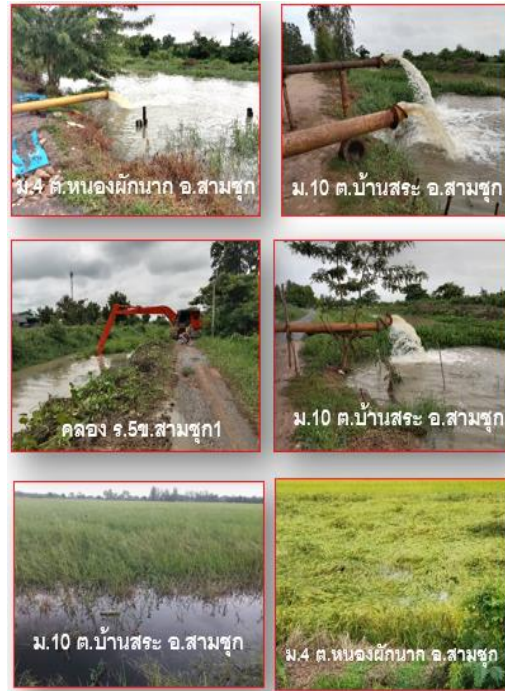 ม.4 ต.หนองผักนาก อ.สามชุก
ม.10 ต.บ้านสระ อ.สามชุก
คลอง ร.5ข.สามชุก1
ม.10 ต.บ้านสระ อ.สามชุก
ม.10 ต.บ้านสระ อ.สามชุก
ม.4 ต.หนองผักนาก อ.สามชุก